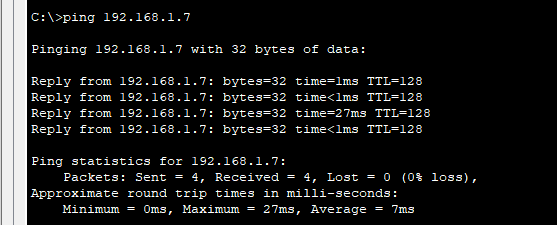 C:\>ping 192.168.1.7
Pinging 192.168.1.7 with 32 bytes of data:
Reply from 192.168.1.7: bytes=32 time=1ms TTL=128
Reply from 192.168.1.7: bytes=32 time<1ms TTL=128
Reply from 192.168.1.7: bytes=32 time=27ms TTL=128
Reply from 192.168.1.7: bytes=32 time<1ms TTL=128
Ping statistics for 192.168.1.7:
Packets: Sent = 4, Received = 4, Lost = 0 (0% loss),
Approximate round trip times in milli-seconds:
Minimum = 0ms, Maximum = 27ms, Average = 7ms